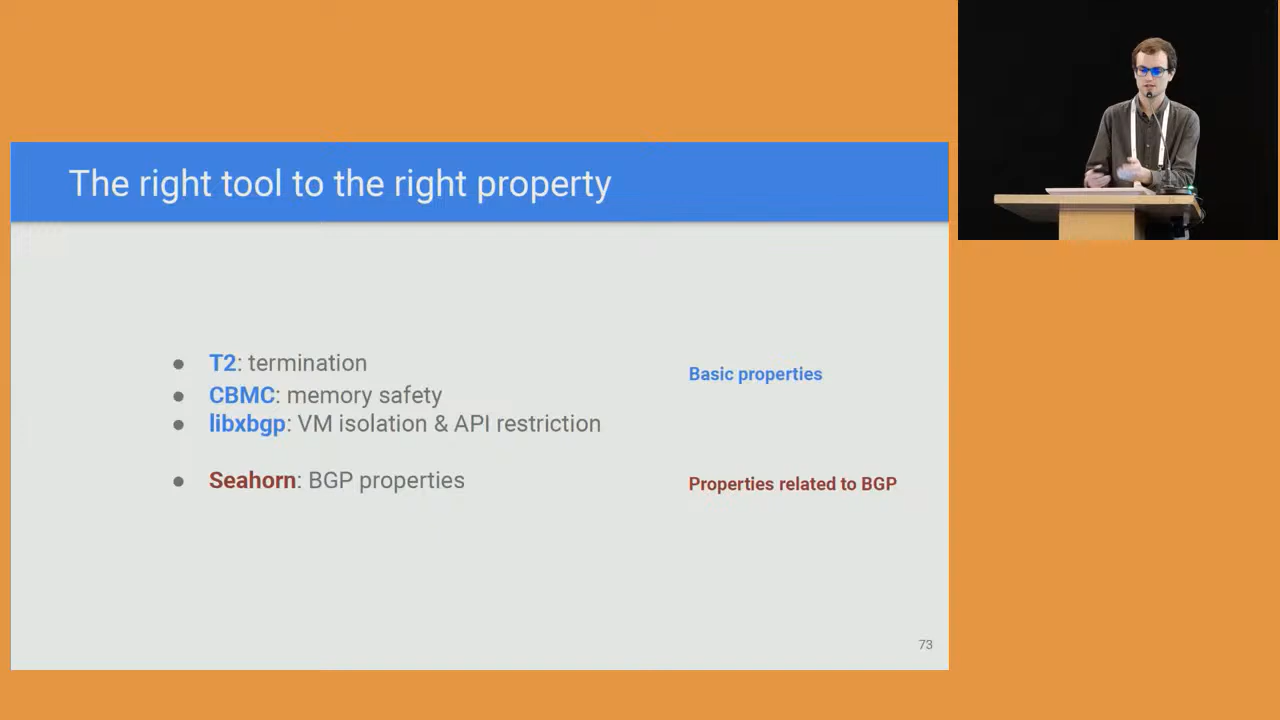 The right tool to the right property
● T2: termination
● CBMC: memory safety
● libxbgp: VM isolation & API restriction
● Seahorn: BGP properties
Basic properties
Properties related to BGP
73